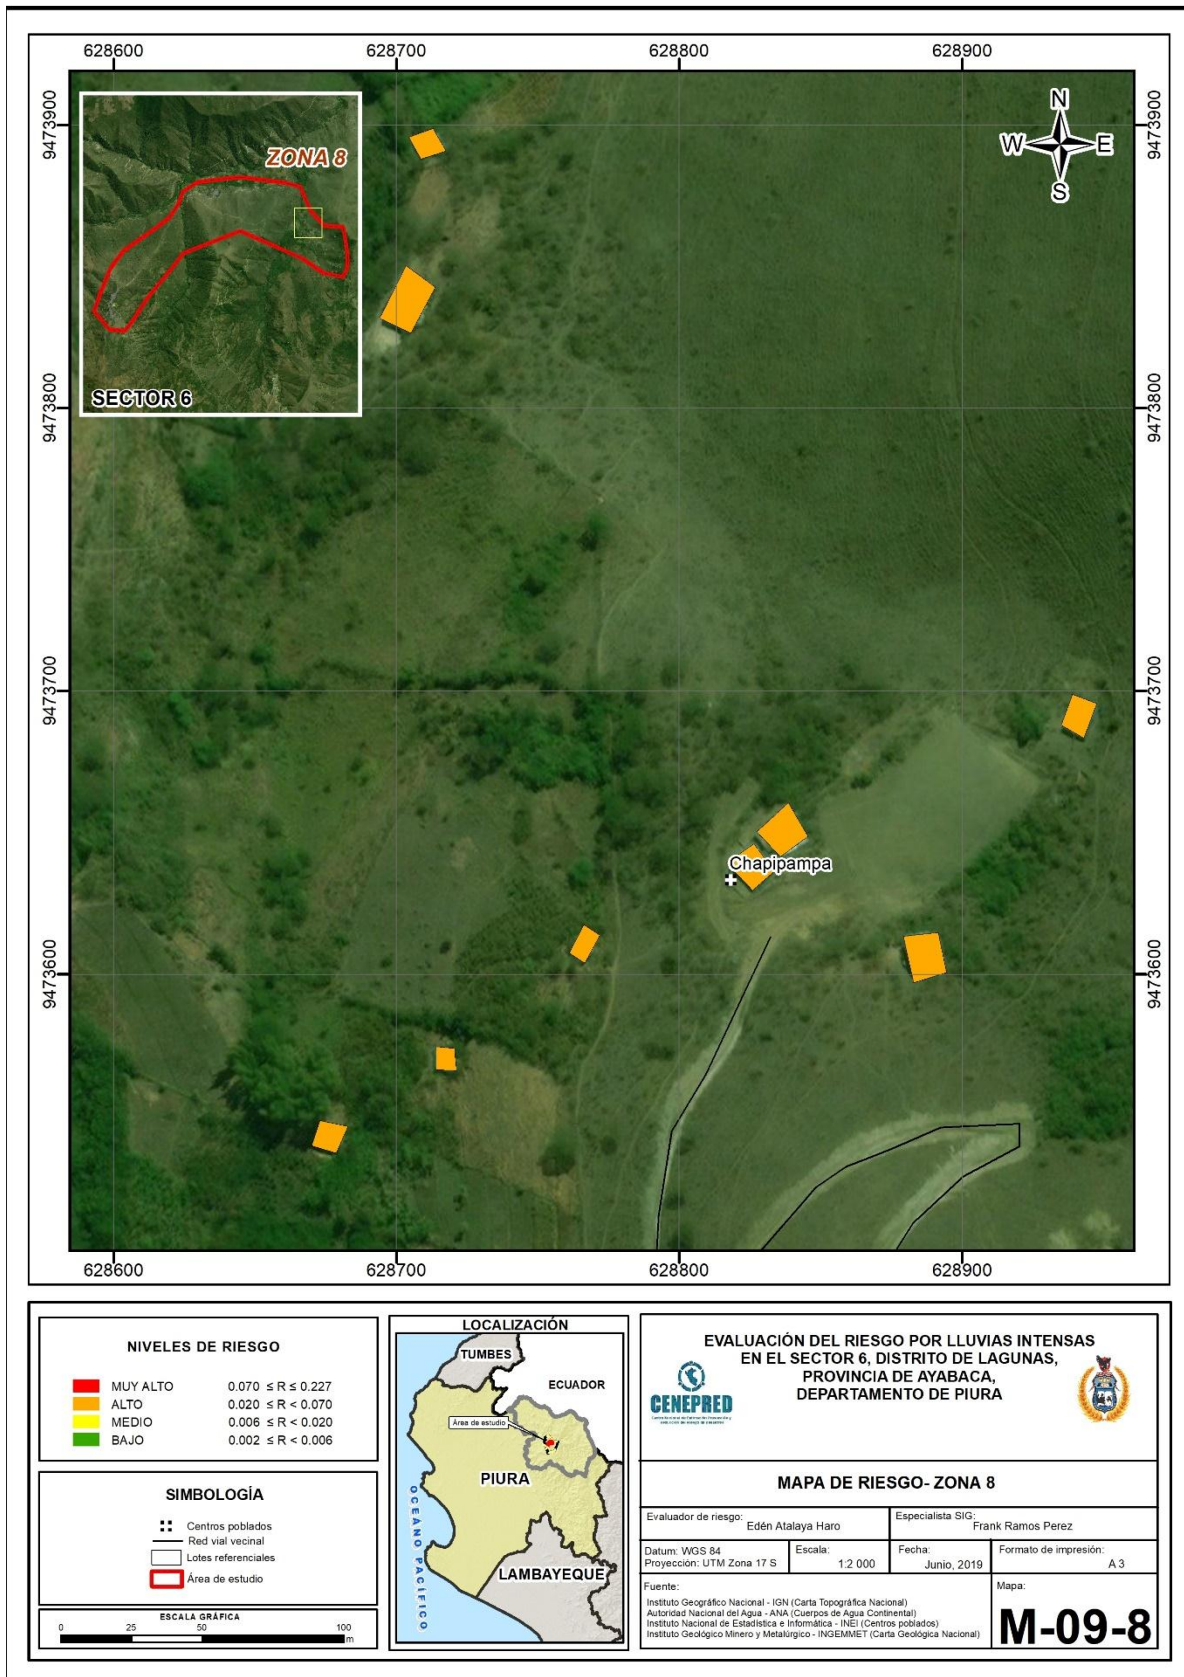 628600
628700
628800
628900
9473900
9473900
N
W
E
S
ZONA 8
SECTOR 6
9473800
9473800
9473700
9473700
Chapipampa
9473600
9473600
628600
628700
628800
628900
NIVELES DE RIESGO
MUY ALTO 0.070 ≤ R ≤ 0.227
ALTO 0.020 ≤ R < 0.070
MEDIO 0.006 ≤ R < 0.020
BAJO 0.002 ≤ R < 0.006
SIMBOLOGÍA
Centros poblados
Red vial vecinal
Lotes referenciales
Área de estudio
ESCALA GRÁFICA
0 25 50 100
m
LOCALIZACIÓN
TUMBES
ECUADOR
Área de estudio
PIURA
OCEÁNO PACÍFICO
LAMBAYEQUE
EVALUACIÓN DEL RIESGO POR LLUVIAS INTENSAS
EN EL SECTOR 6, DISTRITO DE LAGUNAS,
PROVINCIA DE AYABACA,
DEPARTAMENTO DE PIURA
CENEPRED
MAPA DE RIESGO- ZONA 8
Evaluador de riesgo:
Edén Atalaya Haro
Especialista SIG:
Frank Ramos Perez
Datum: WGS 84
Proyección: UTM Zona 17 S
Escala:
1:2 000
Fecha:
Junio, 2019
Formato de impresión:
A 3
Fuente:
Instituto Geográfico Nacional - IGN (Carta Topográfica Nacional)
Autoridad Nacional del Agua - ANA (Cuerpos de Agua Continental)
Instituto Nacional de Estadística e Informática - INEI (Centros poblados)
Instituto Geológico Minero y Metalúrgico - INGEMMET (Carta Geológica Nacional)
Mapa:
M-09-8